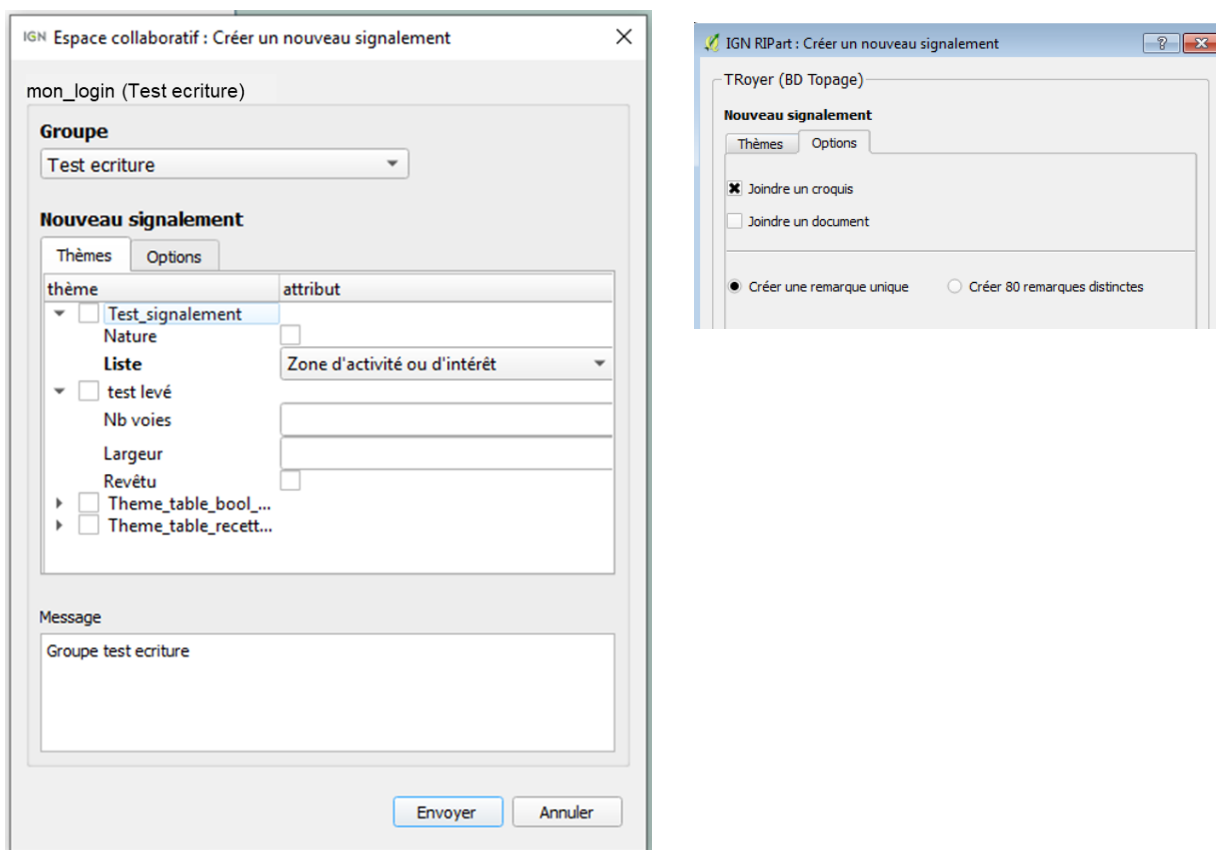 IGN Espace collaboratif : Créer un nouveau signalement
mon_login (Test ecriture)
Groupe
Test ecriture
Nouveau signalement
Thèmes Options
thème attribut
Test_signalement
Nature
Liste Zone d'activité ou d'intérêt
test levé
Nb voies
Largeur
Revêtu
Theme_table_bool_...
Theme_table_recett...
Message
Groupe test ecriture
Envoyer Annuler
IGN RIPart : Créer un nouveau signalement
TRoyer (BD Topage)
Nouveau signalement
Thèmes Options
Joindre un croquis
Joindre un document
Créer une remarque unique Créer 80 remarques distinctes